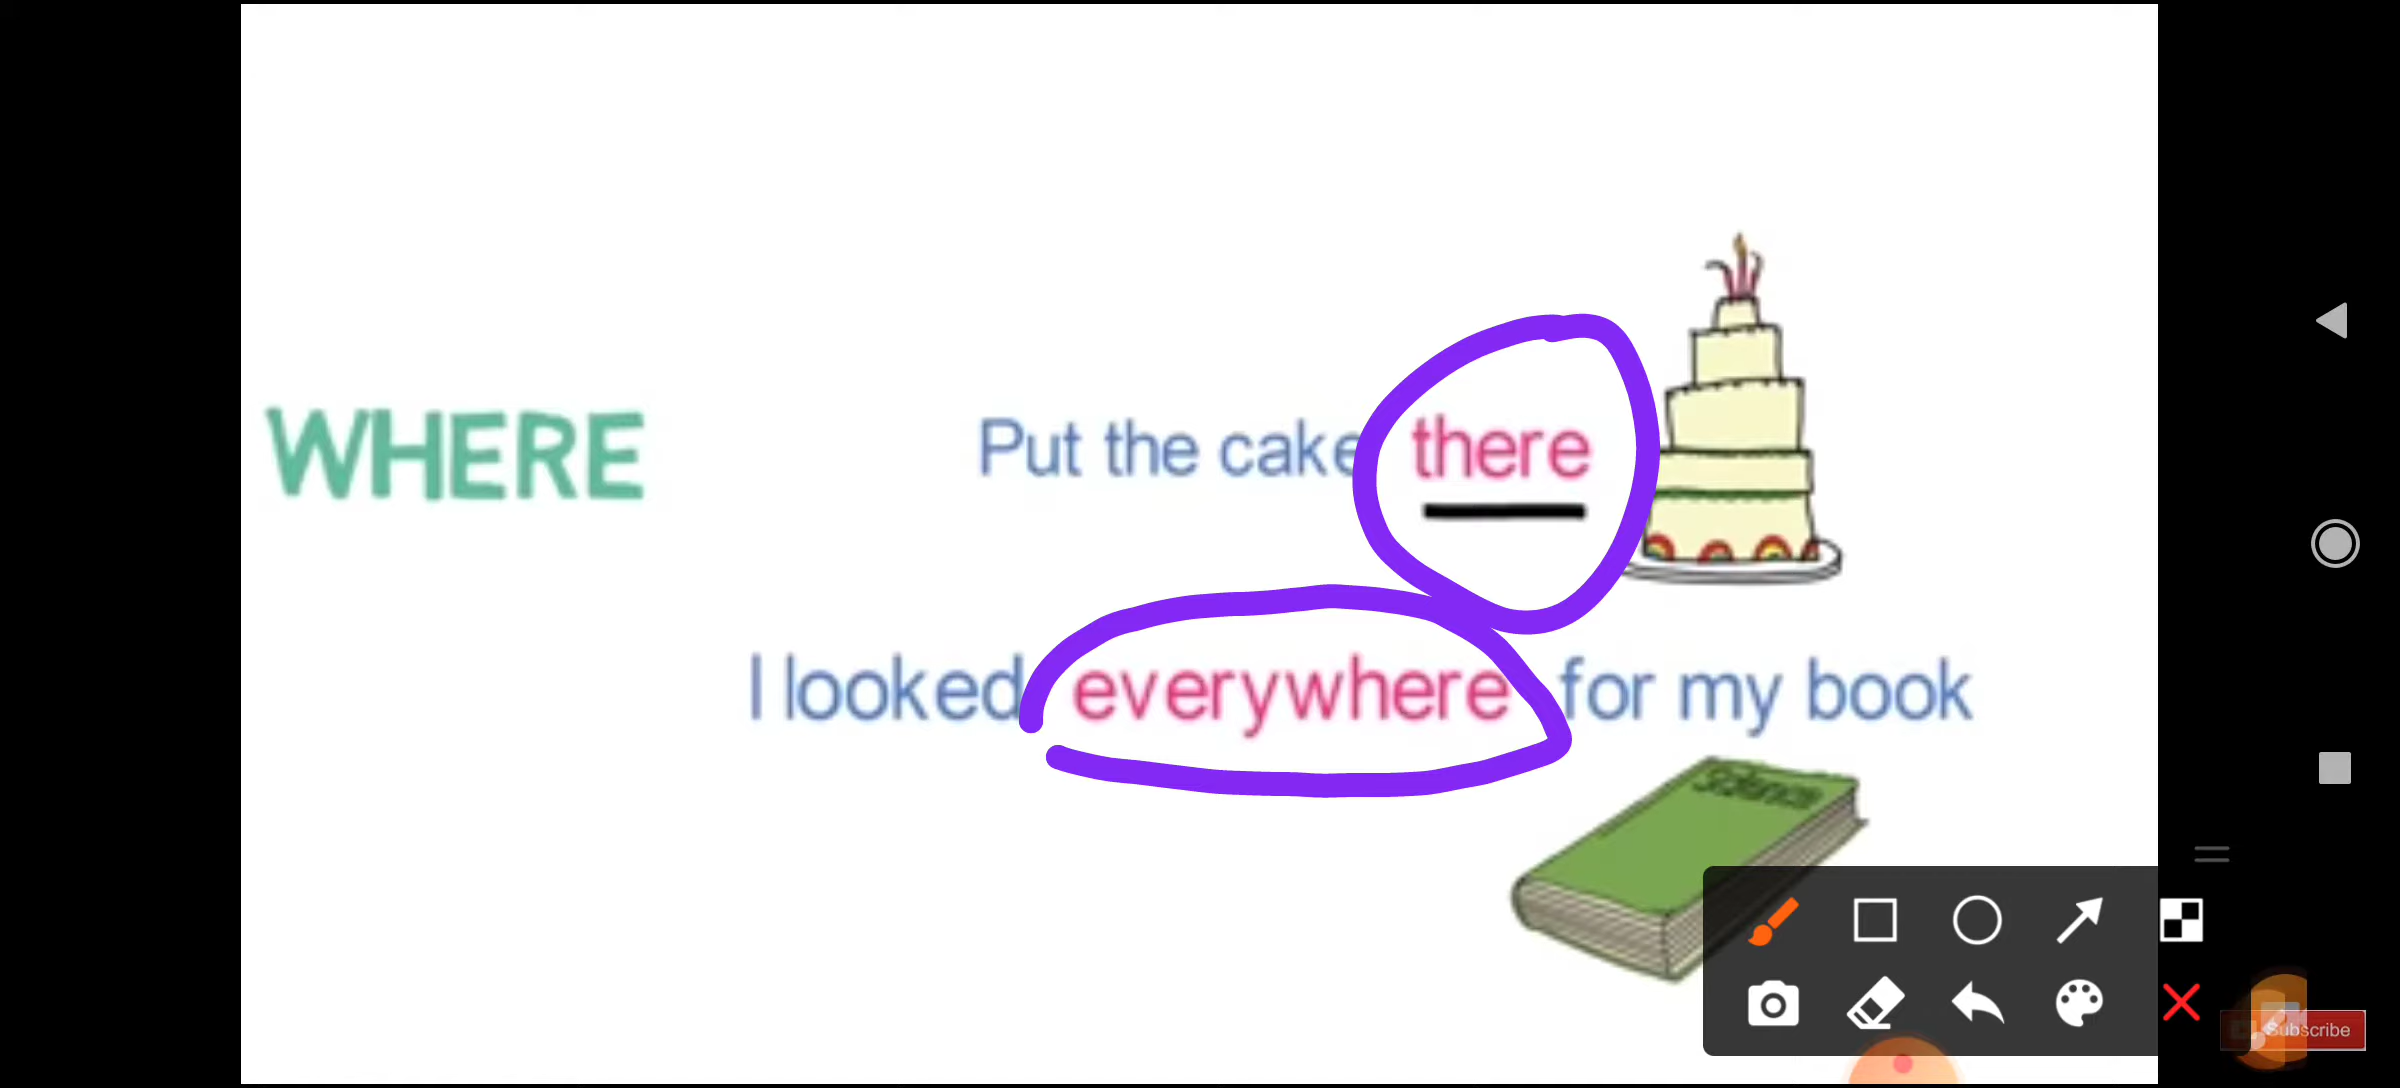 WHERE
Put the cake there
I looked everywhere for my book
Science
Subscribe